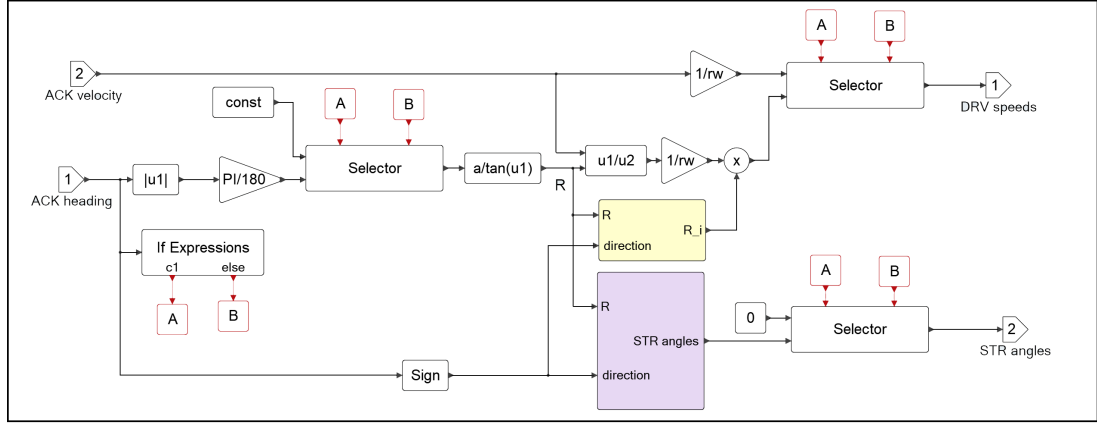 A
B
2
ACK velocity
1/rw
Selector
1
DRV speeds
const
A
B
Selector
a/tan(u1)
R
u1/u2
1/rw
x
1
ACK heading
|u1|
PI/180
R
direction
R_i
If Expressions
c1
else
A
B
R
STR angles
direction
A
B
0
Selector
2
STR angles
Sign